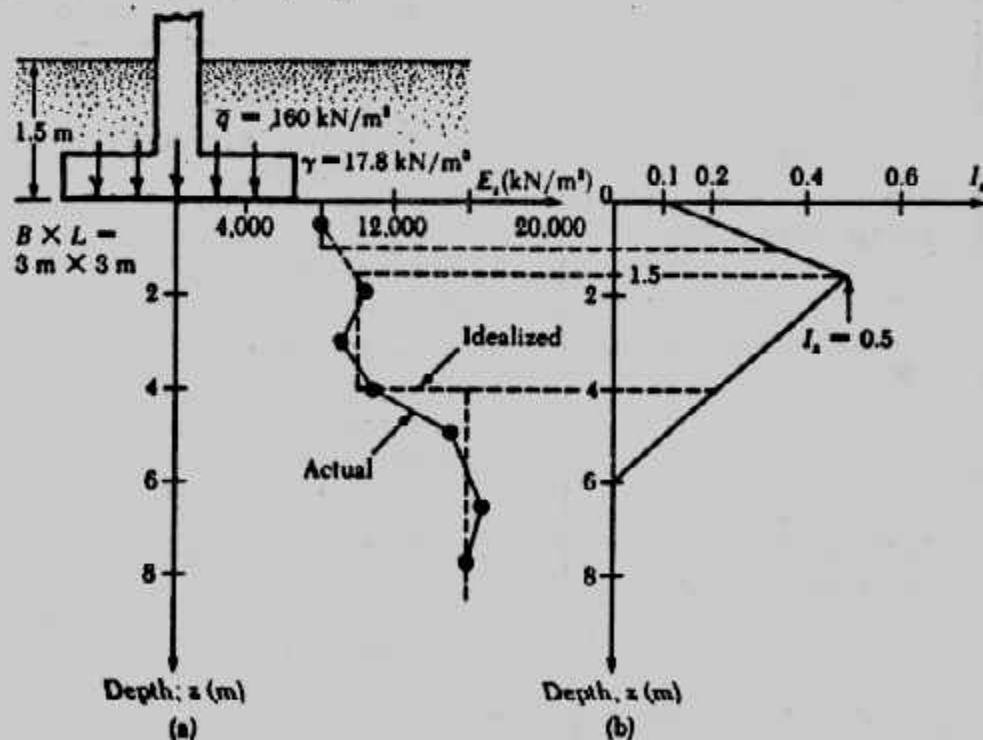 1.5 m
q̄ = 160 kN/m²
γ = 17.8 kN/m³
B × L =
3 m × 3 m
E_s (kN/m²)
4,000
12,000
20,000
2
4
6
8
Idealized
Actual
Depth, z (m)
(a)
0
0.1
0.2
0.4
0.6
I_z
1.5
2
I_z = 0.5
4
6
8
Depth, z (m)
(b)